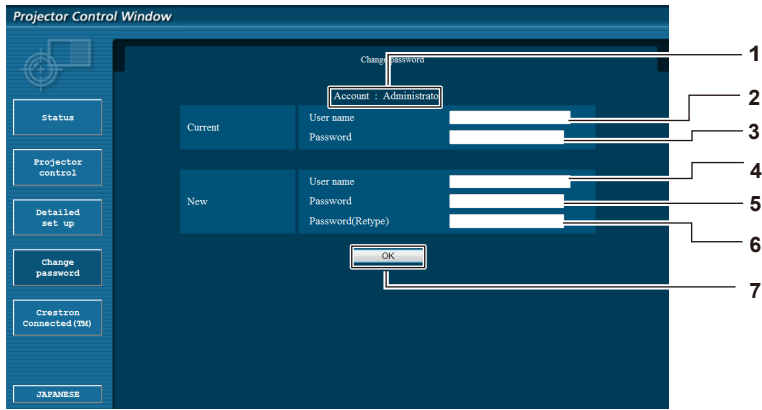 Projector Control Window
Change password
Account : Administrato
Status
Projector
control
Detailed
set up
Change
password
Crestron
Connected(TM)
JAPANESE
Current
User name
Password
New
User name
Password
Password(Retype)
OK
1
2
3
4
5
6
7